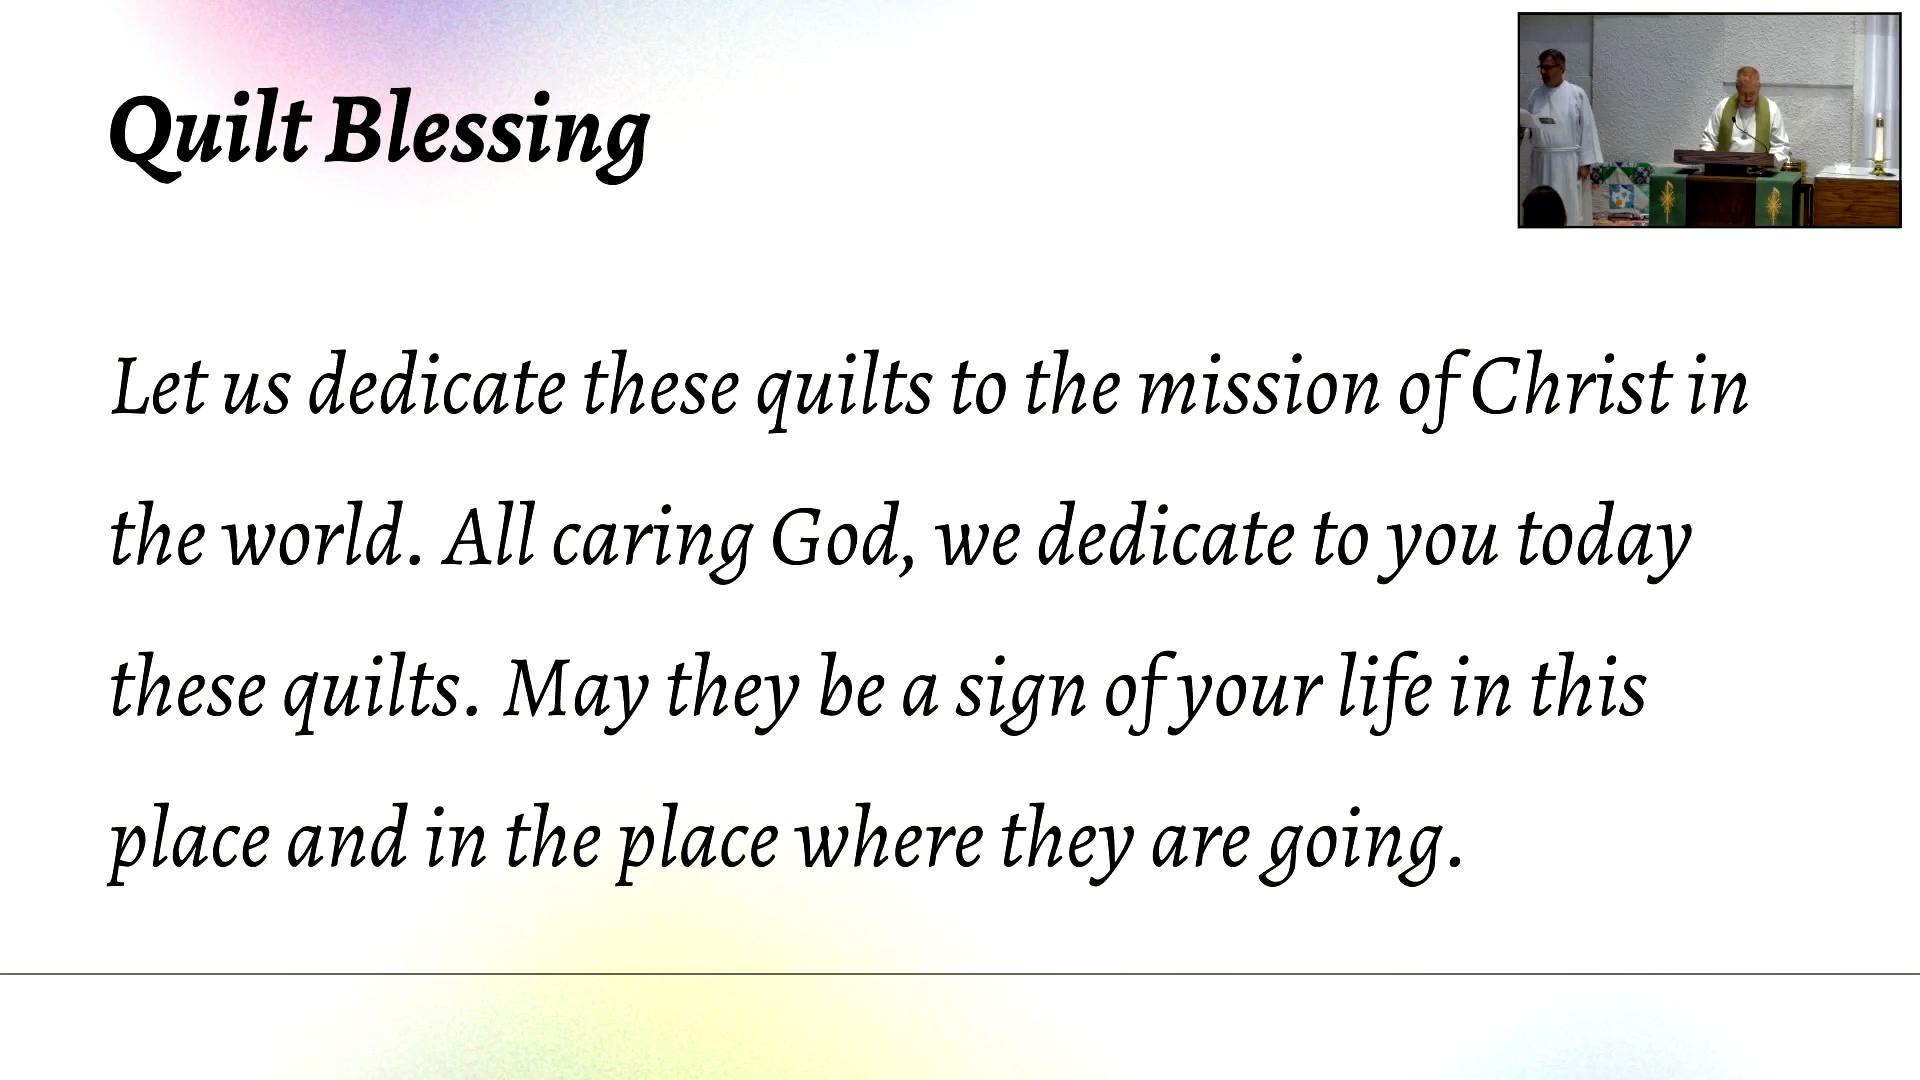 Quilt Blessing
Let us dedicate these quilts to the mission of Christ in
the world. All caring God, we dedicate to you today
these quilts. May they be a sign of your life in this
place and in the place where they are going.